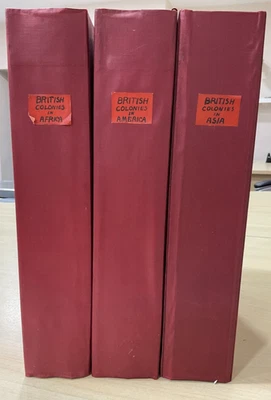 BRITISH
COLONIES
in
AFRICA
BRITISH
COLONIES
in
AMERICA
BRITISH
COLONIES
in
ASIA